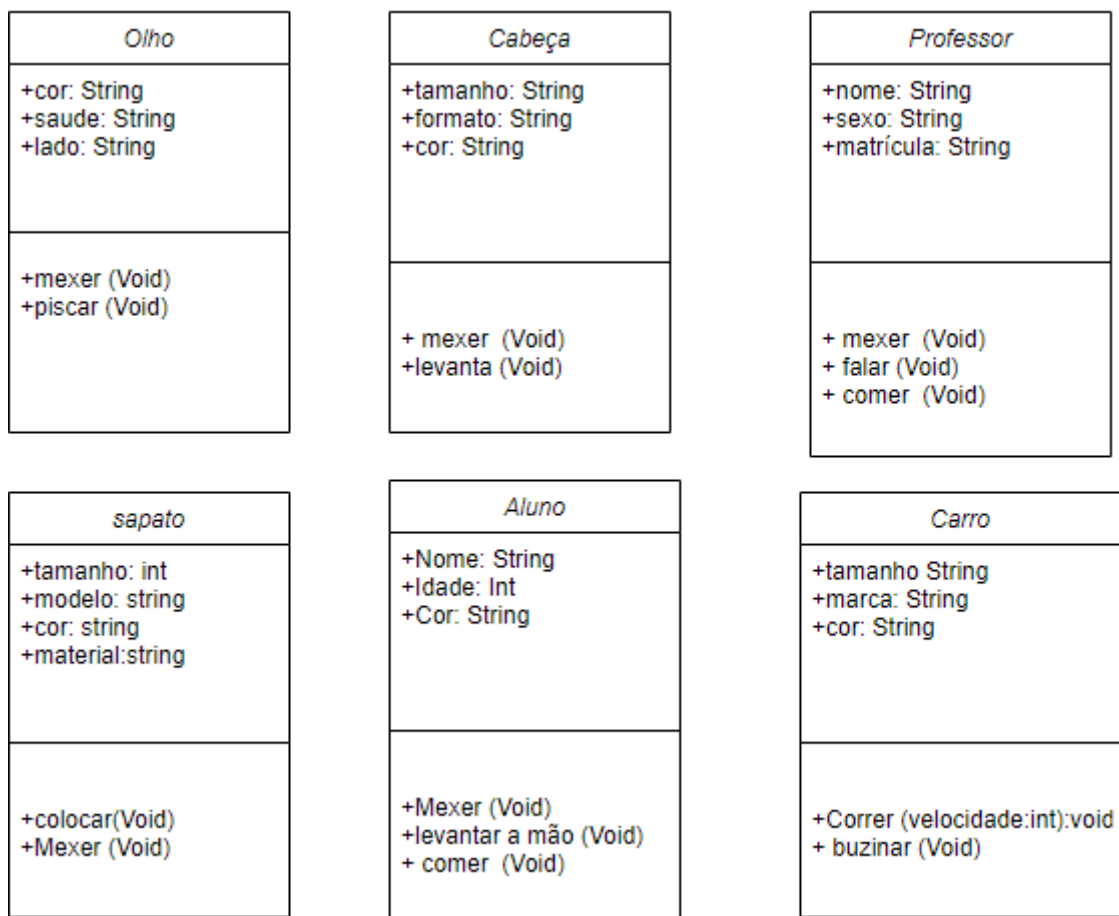 Olho
+cor: String
+saude: String
+lado: String
+mexer (Void)
+piscar (Void)
Cabeça
+tamanho: String
+formato: String
+cor: String
+ mexer  (Void)
+levanta (Void)
Professor
+nome: String
+sexo: String
+matrícula: String
+ mexer  (Void)
+ falar (Void)
+ comer  (Void)
sapato
+tamanho: int
+modelo: string
+cor: string
+material:string
+colocar(Void)
+Mexer (Void)
Aluno
+Nome: String
+Idade: Int
+Cor: String
+Mexer (Void)
+levantar a mão (Void)
+ comer  (Void)
Carro
+tamanho String
+marca: String
+cor: String
+Correr (velocidade:int):void
+ buzinar (Void)